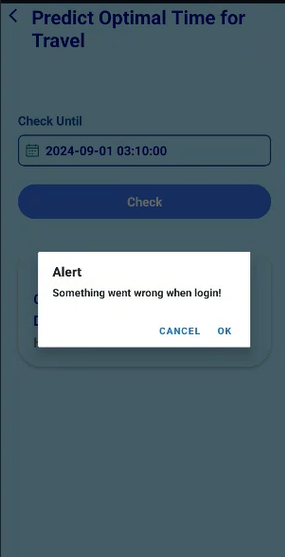 Predict Optimal Time for
Travel
Check Until
2024-09-01 03:10:00
Check
Alert
Something went wrong when login!
CANCEL OK